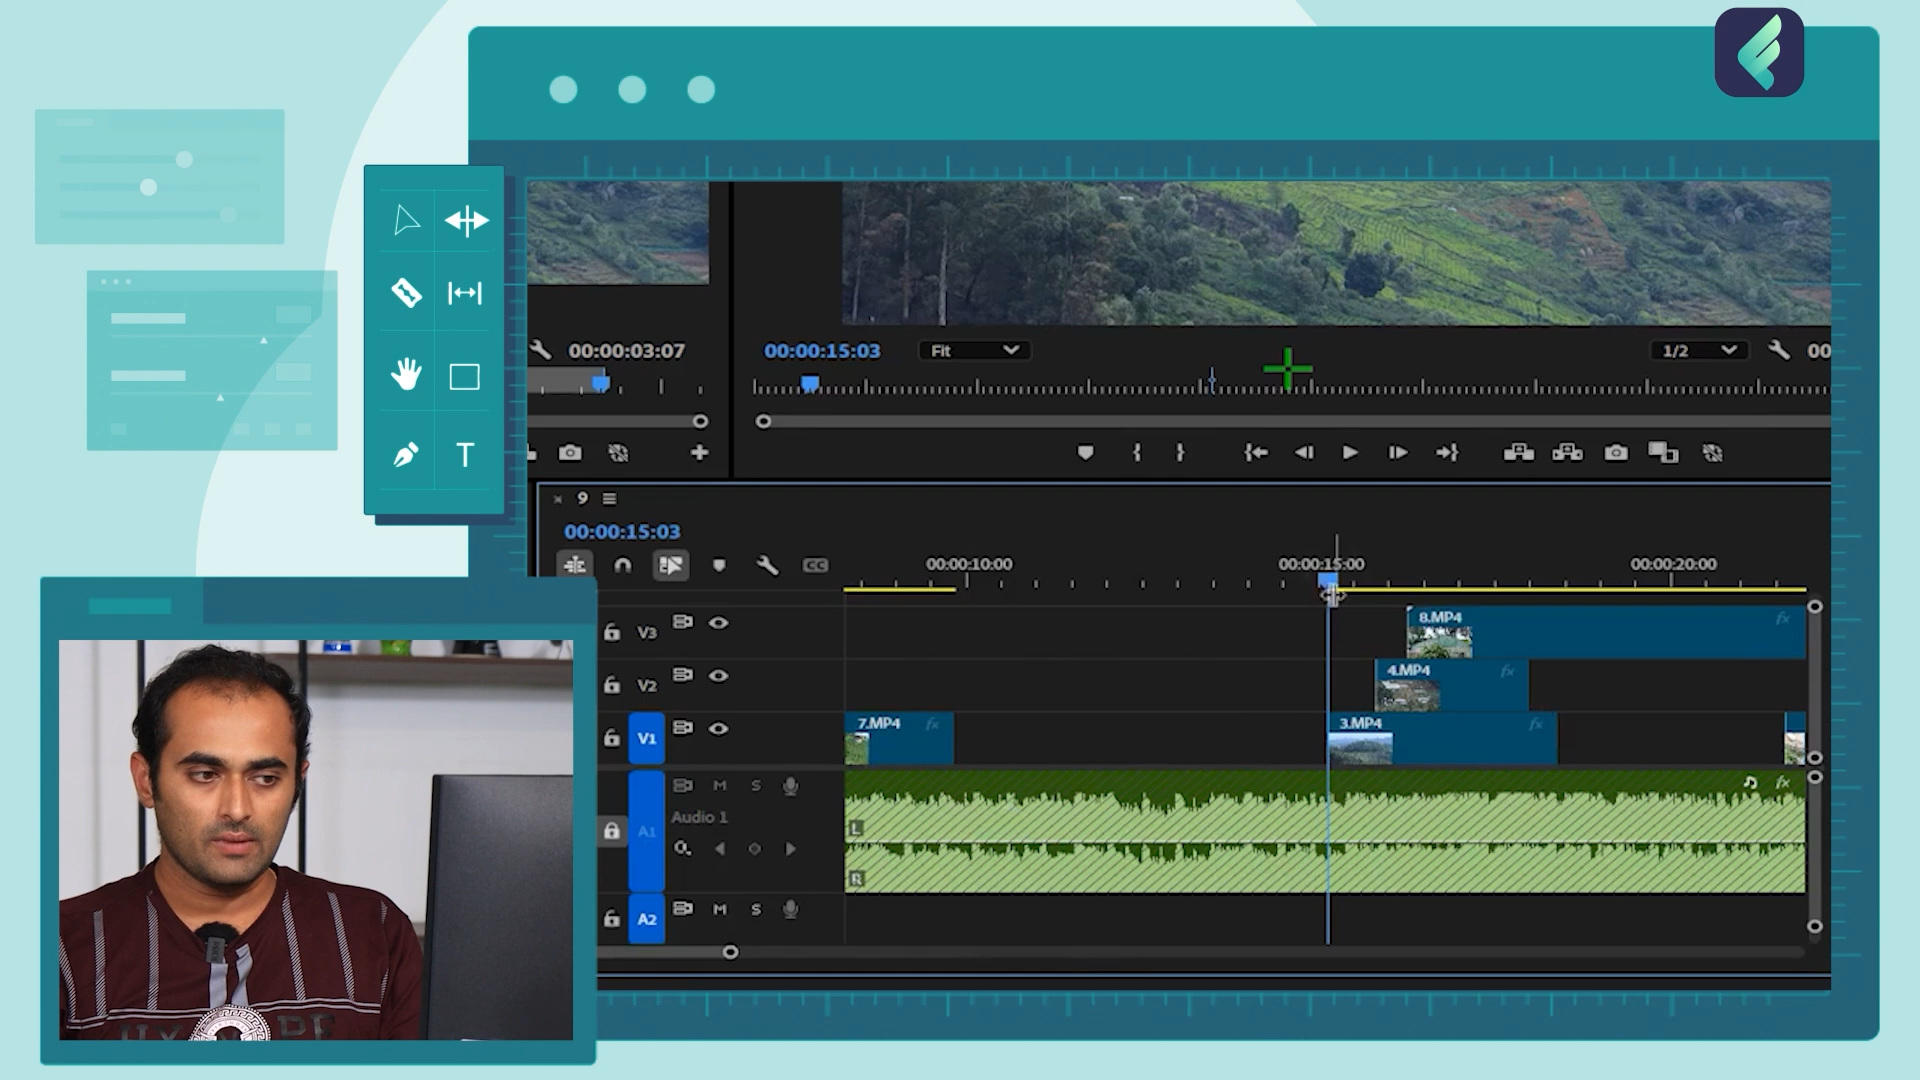 T
00:00:03:07
00:00:15:03
Fit
1/2
00
9
00:00:15:03
CC
00:00:10:00
00:00:15:00
00:00:20:00
V3
8.MP4
fx
V2
4.MP4
fx
V1
7.MP4
fx
3.MP4
fx
A1
M
S
fx
Audio 1
L
R
A2
M
S